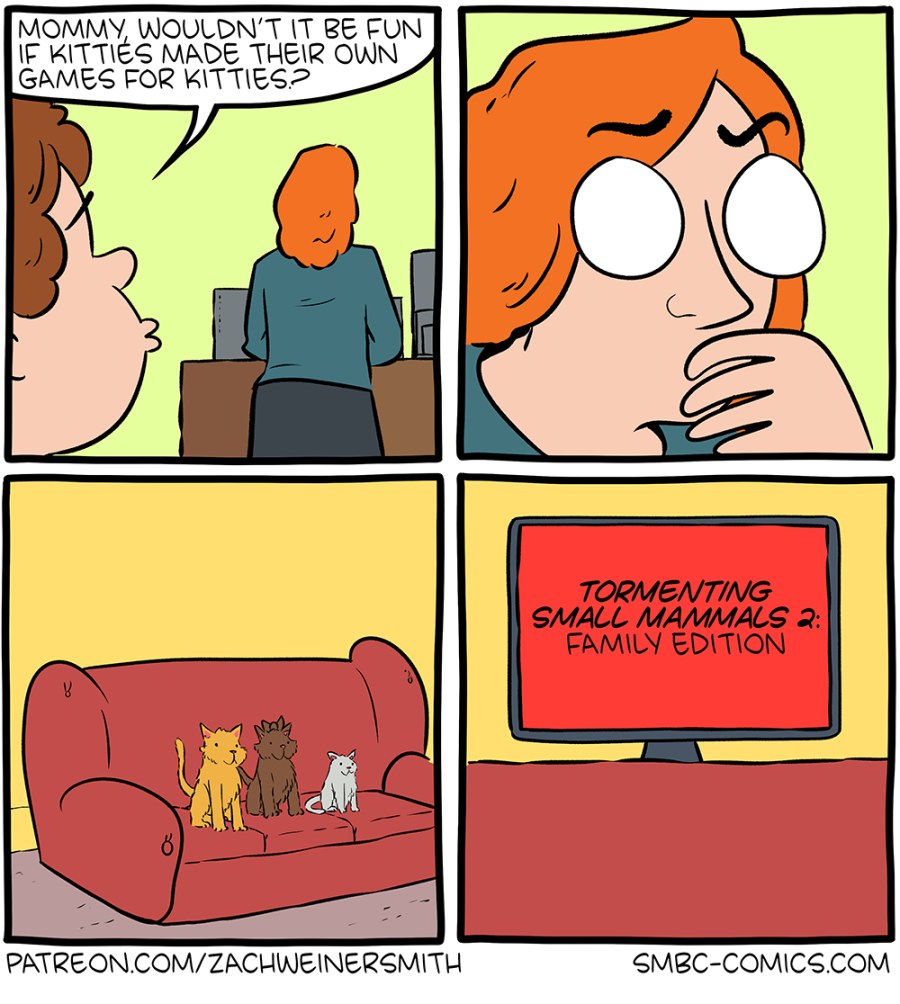 MOMMY, WOULDN'T IT BE FUN
IF KITTIES MADE THEIR OWN
GAMES FOR KITTIES?
TORMENTING
SMALL MAMMALS 2:
FAMILY EDITION
PATREON.COM/ZACHWEINERSMITH
SMBC-COMICS.COM